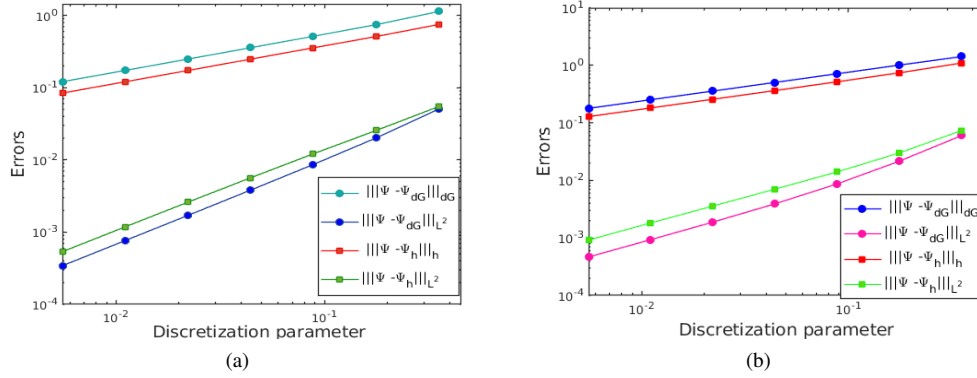 10^0
10^-1
10^-2
10^-3
10^-4
Errors
|||Ψ -Ψ_dG|||_dG
|||Ψ -Ψ_dG|||_L^2
|||Ψ -Ψ_h|||_h
|||Ψ -Ψ_h|||_L^2
10^-2
10^-1
Discretization parameter
(a)
10^1
10^0
10^-1
10^-2
10^-3
10^-4
Errors
|||Ψ -Ψ_dG|||_dG
|||Ψ -Ψ_dG|||_L^2
|||Ψ -Ψ_h|||_h
|||Ψ -Ψ_h|||_L^2
10^-2
10^-1
Discretization parameter
(b)